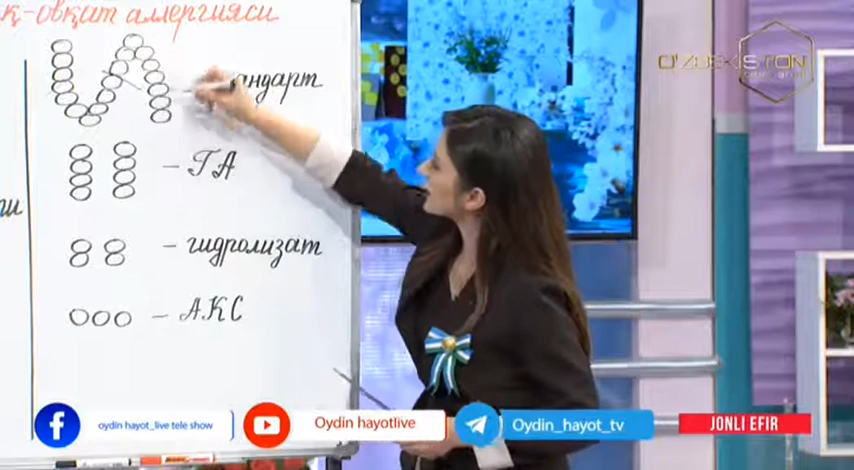 қ-овқат аллергияси
андарт
– ГА
– гидролизат
– АКС
O'ZBEKISTON
oydin hayot_live tele show
Oydin hayotlive
Oydin_hayot_tv
JONLI EFIR